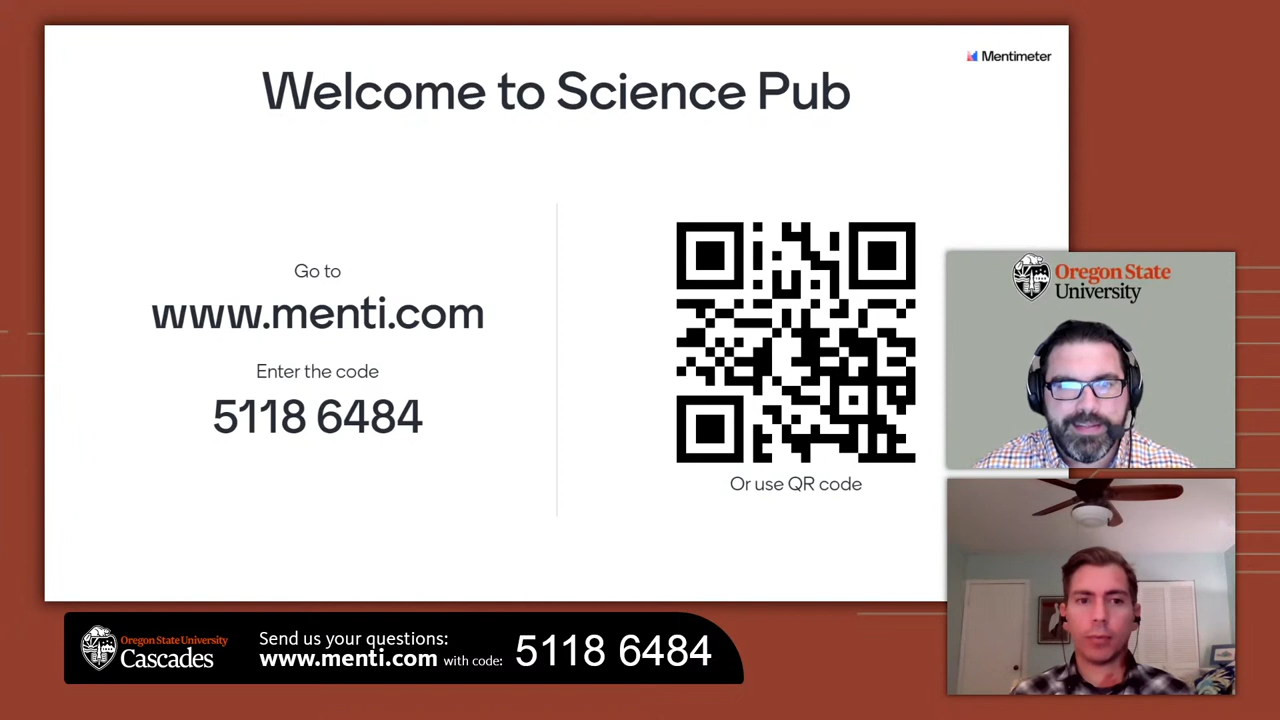 Mentimeter
Welcome to Science Pub
Go to
www.menti.com
Enter the code
5118 6484
Or use QR code
Oregon State
University
Oregon State University
Cascades
Send us your questions:
www.menti.com with code:
5118 6484